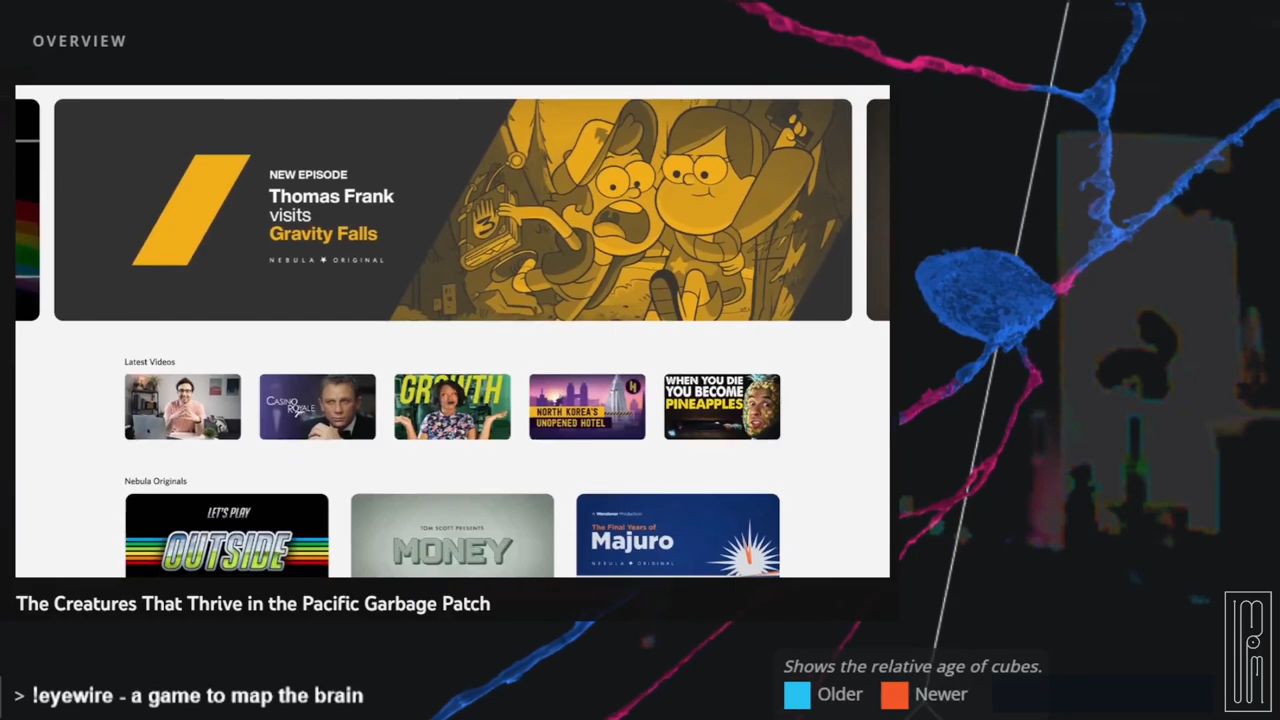 OVERVIEW
NEW EPISODE
Thomas Frank
visits
Gravity Falls
NEBULA ★ ORIGINAL
Latest Videos
CASINO ROYALE
GROWTH
NORTH KOREA'S
UNOPENED HOTEL
WHEN YOU DIE
YOU BECOME
PINEAPPLES
Nebula Originals
LET'S PLAY
OUTSIDE
TOM SCOTT PRESENTS
MONEY
The Final Years of
Majuro
NEBULA ★ ORIGINAL
The Creatures That Thrive in the Pacific Garbage Patch
Shows the relative age of cubes.
Older
Newer
> !eyewire - a game to map the brain